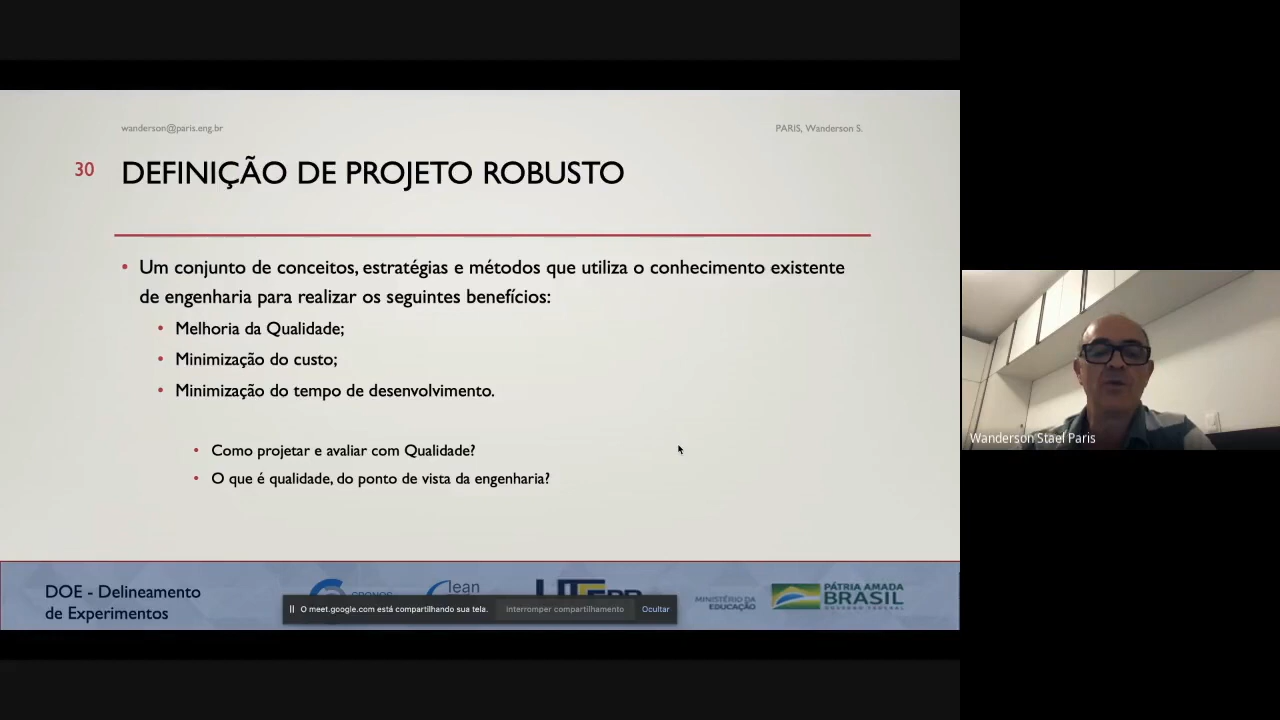 wanderson@paris.eng.br
PARIS, Wanderson S.
30
DEFINIÇÃO DE PROJETO ROBUSTO
• Um conjunto de conceitos, estratégias e métodos que utiliza o conhecimento existente
de engenharia para realizar os seguintes benefícios:
• Melhoria da Qualidade;
• Minimização do custo;
• Minimização do tempo de desenvolvimento.
• Como projetar e avaliar com Qualidade?
• O que é qualidade, do ponto de vista da engenharia?
Wanderson Stael Paris
DOE - Delineamento
de Experimentos
lean
MINISTÉRIO DA
EDUCAÇÃO
PÁTRIA AMADA
BRASIL
GOVERNO FEDERAL
O meet.google.com está compartilhando sua tela.
Interromper compartilhamento
Ocultar